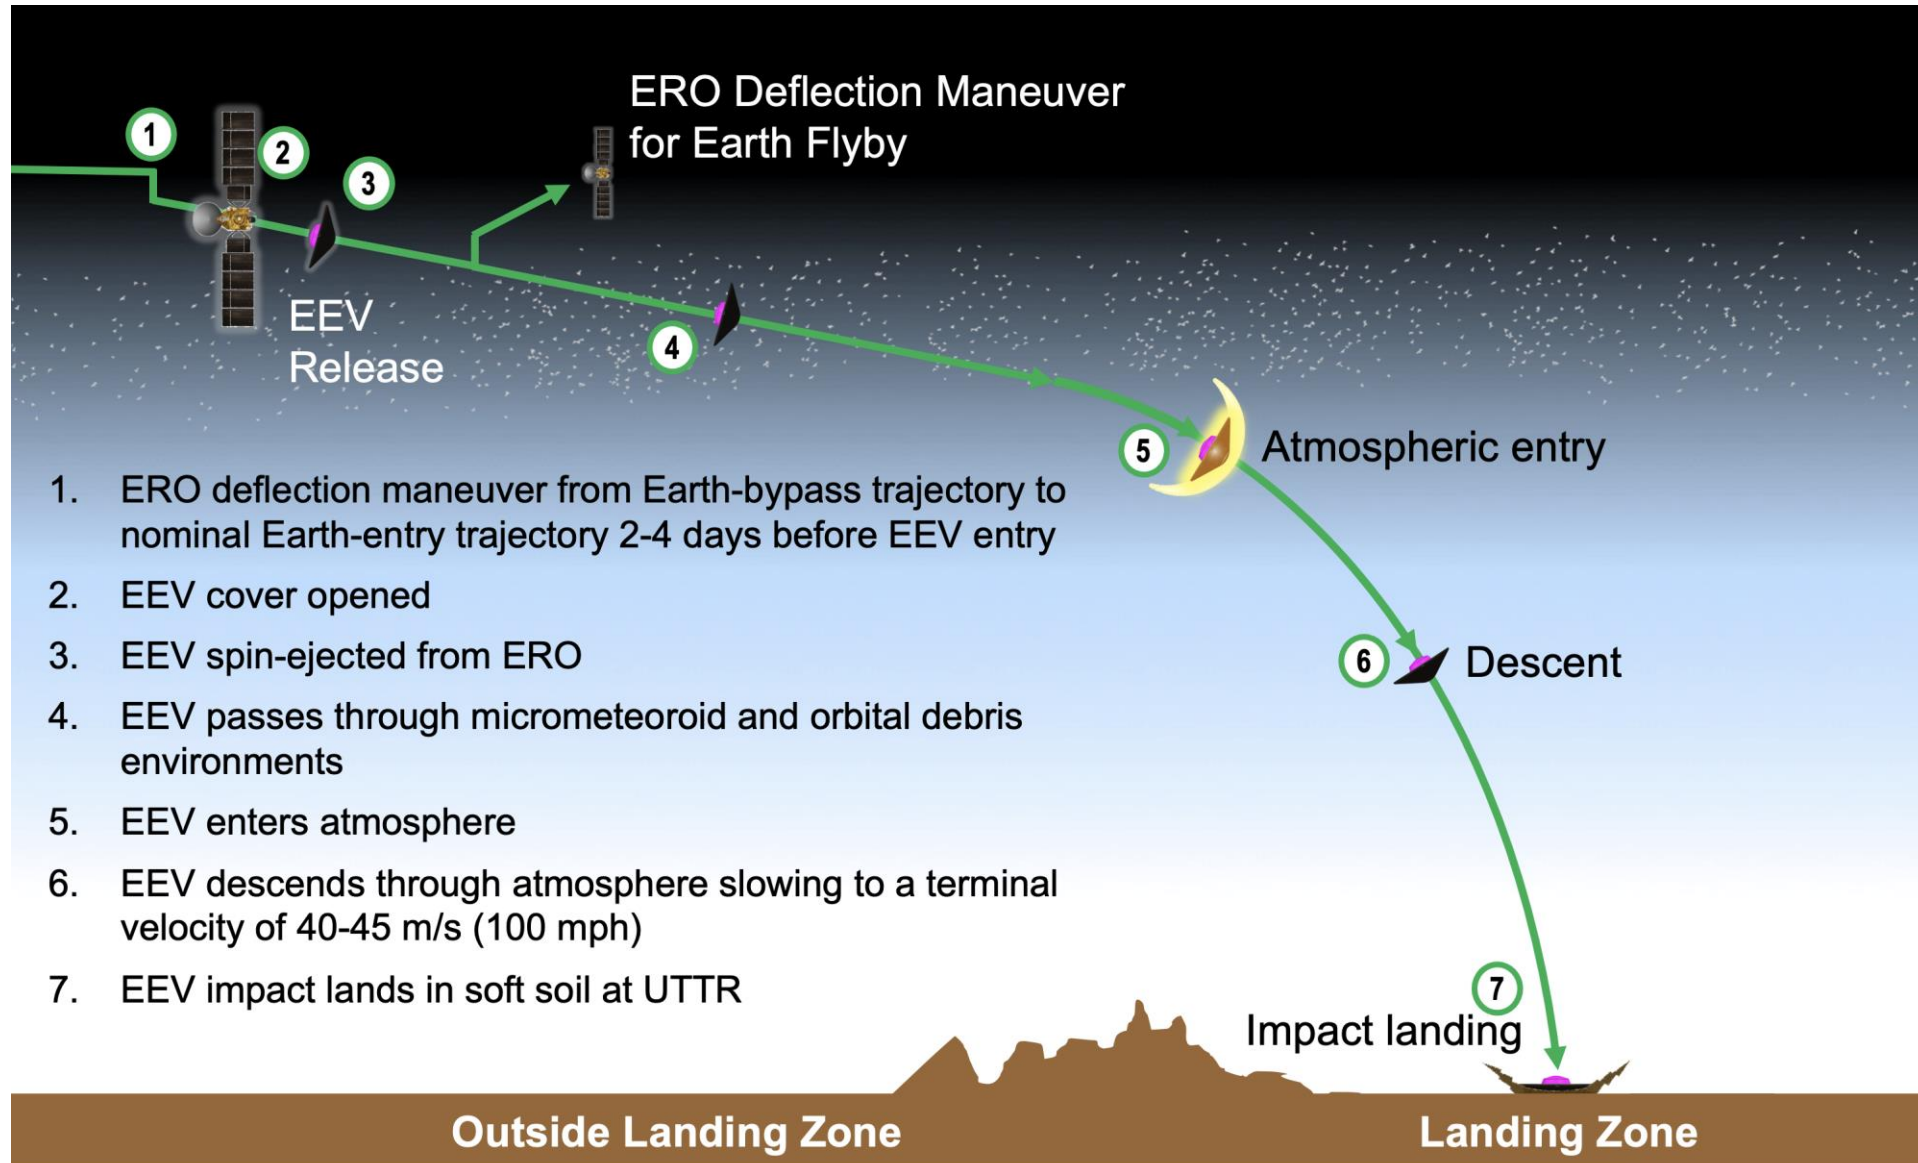 ERO Deflection Maneuver
for Earth Flyby
1
2
3
EEV
Release
4
5
Atmospheric entry
1. ERO deflection maneuver from Earth-bypass trajectory to
nominal Earth-entry trajectory 2-4 days before EEV entry
2. EEV cover opened
3. EEV spin-ejected from ERO
4. EEV passes through micrometeoroid and orbital debris
environments
5. EEV enters atmosphere
6. EEV descends through atmosphere slowing to a terminal
velocity of 40-45 m/s (100 mph)
7. EEV impact lands in soft soil at UTTR
6
Descent
7
Impact landing
Outside Landing Zone
Landing Zone